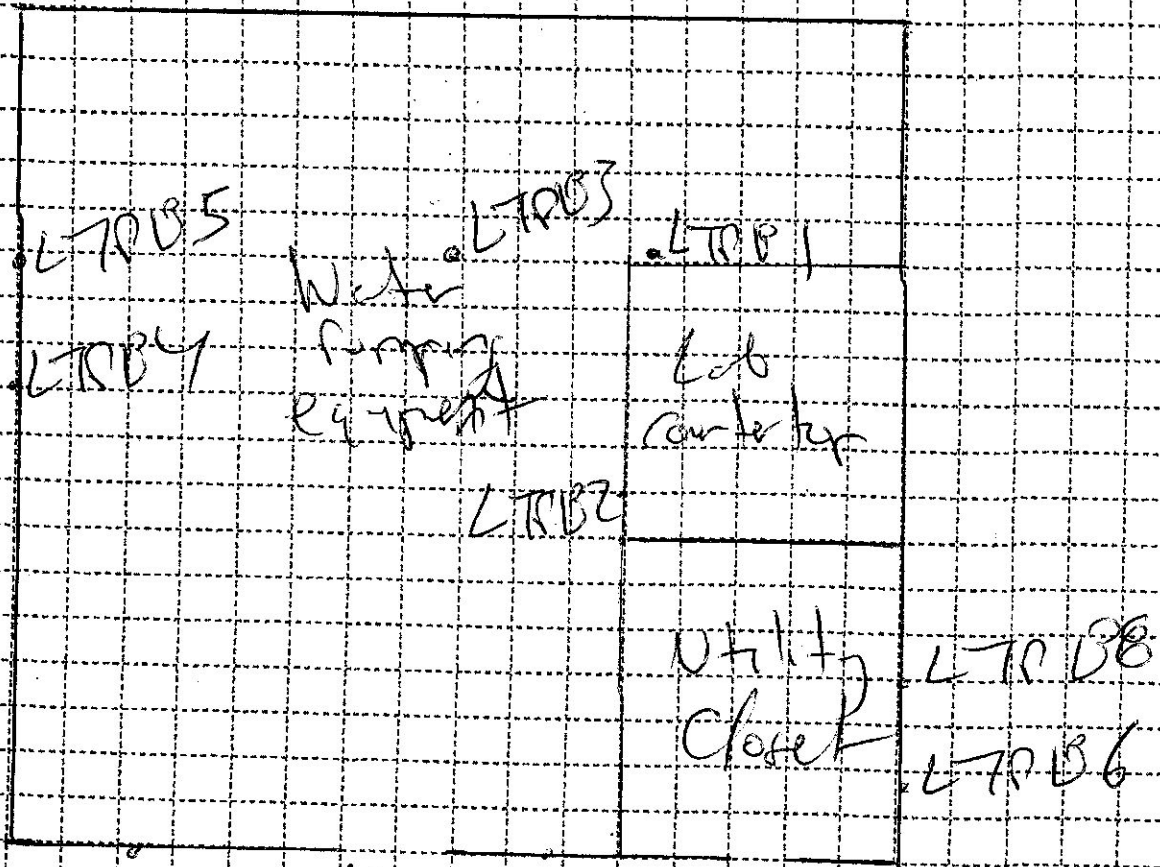 LTPB5
LTPB3
LTPB1
Water
Pumping
equipment
LTPB4
Lab
countertop
LTPB2
Utility
Closet
LTPB8
LTPB6